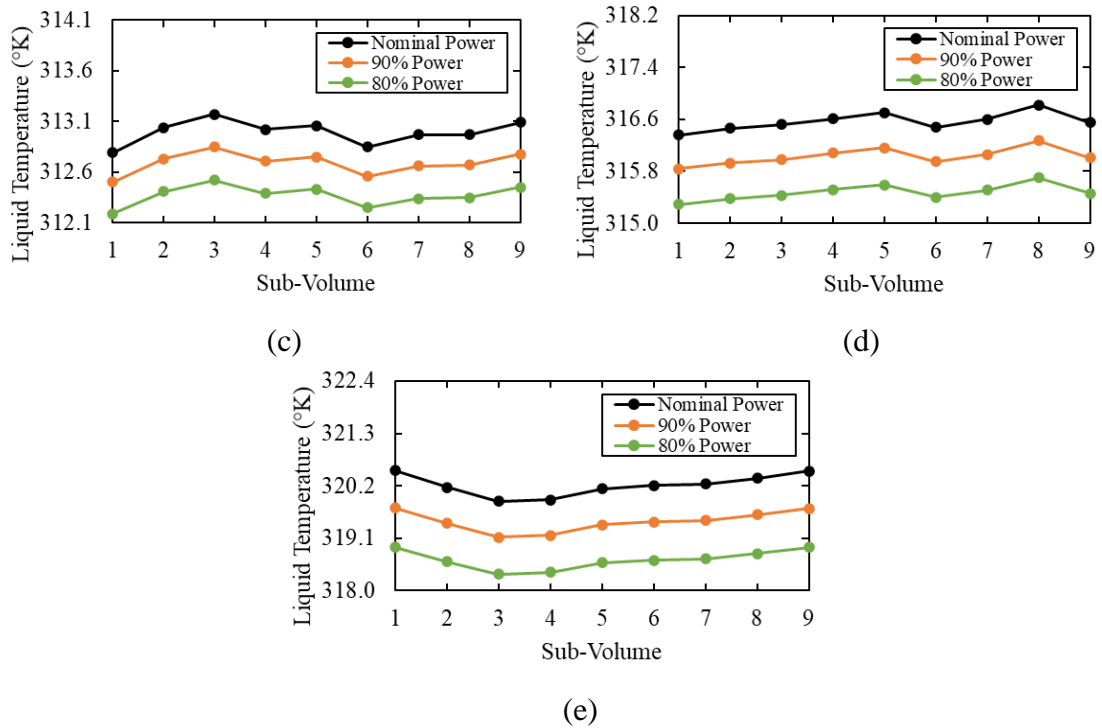 Liquid Temperature (°K)
314.1
313.6
313.1
312.6
312.1
Nominal Power
90% Power
80% Power
1 2 3 4 5 6 7 8 9
Sub-Volume
(c)
Liquid Temperature (°K)
318.2
317.4
316.6
315.8
315.0
Nominal Power
90% Power
80% Power
1 2 3 4 5 6 7 8 9
Sub-Volume
(d)
Liquid Temperature (°K)
322.4
321.3
320.2
319.1
318.0
Nominal Power
90% Power
80% Power
1 2 3 4 5 6 7 8 9
Sub-Volume
(e)